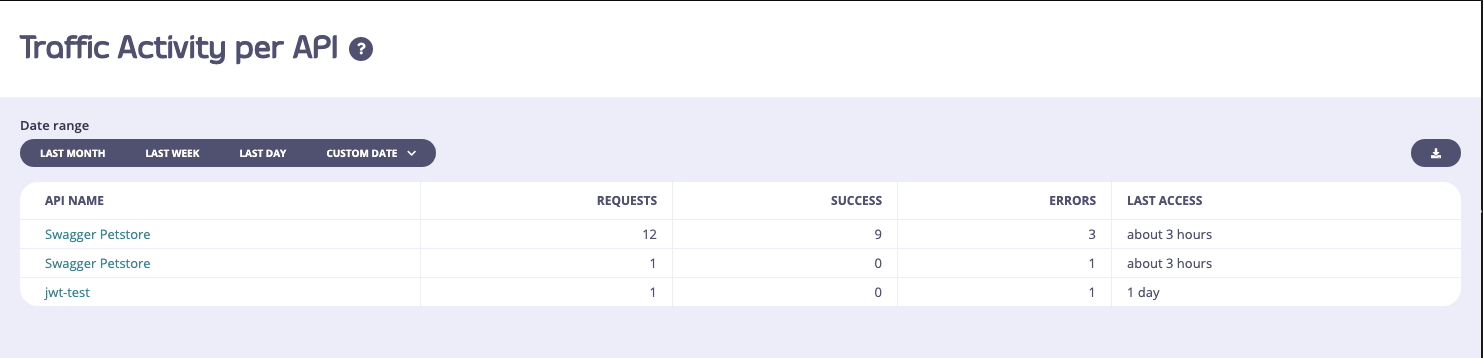 Traffic Activity per API ?
Date range
LAST MONTH LAST WEEK LAST DAY CUSTOM DATE
API NAME REQUESTS SUCCESS ERRORS LAST ACCESS
Swagger Petstore 12 9 3 about 3 hours
Swagger Petstore 1 0 1 about 3 hours
jwt-test 1 0 1 1 day